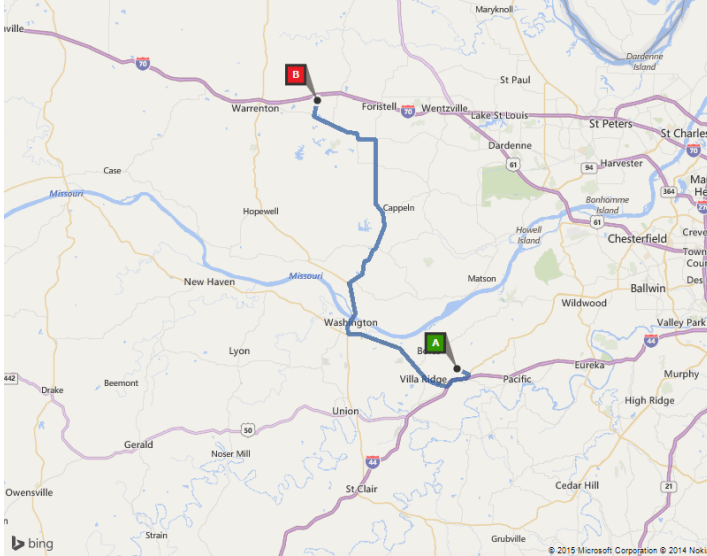 Maryknoll
ville
70
Dardenne
Island
B
St Paul
Warrenton
Foristell
70
Wentzville
Lake St Louis
St Peters
St Charles
70
Dardenne
61
94
Harvester
Case
Missouri
364
Bonhomme
Island
Cappeln
61
Hopewell
Howell
Island
Chesterfield
Missouri
Matson
New Haven
Ballwin
Wildwood
Washington
Valley Park
A
44
Lyon
Villa Ridge
Pacific
Eureka
Murphy
442
Drake
Beemont
High Ridge
Union
50
Gerald
Noser Mill
44
St Clair
Cedar Hill
21
Owensville
Strain
Grubville
bing
© 2015 Microsoft Corporation © 2014 Noki